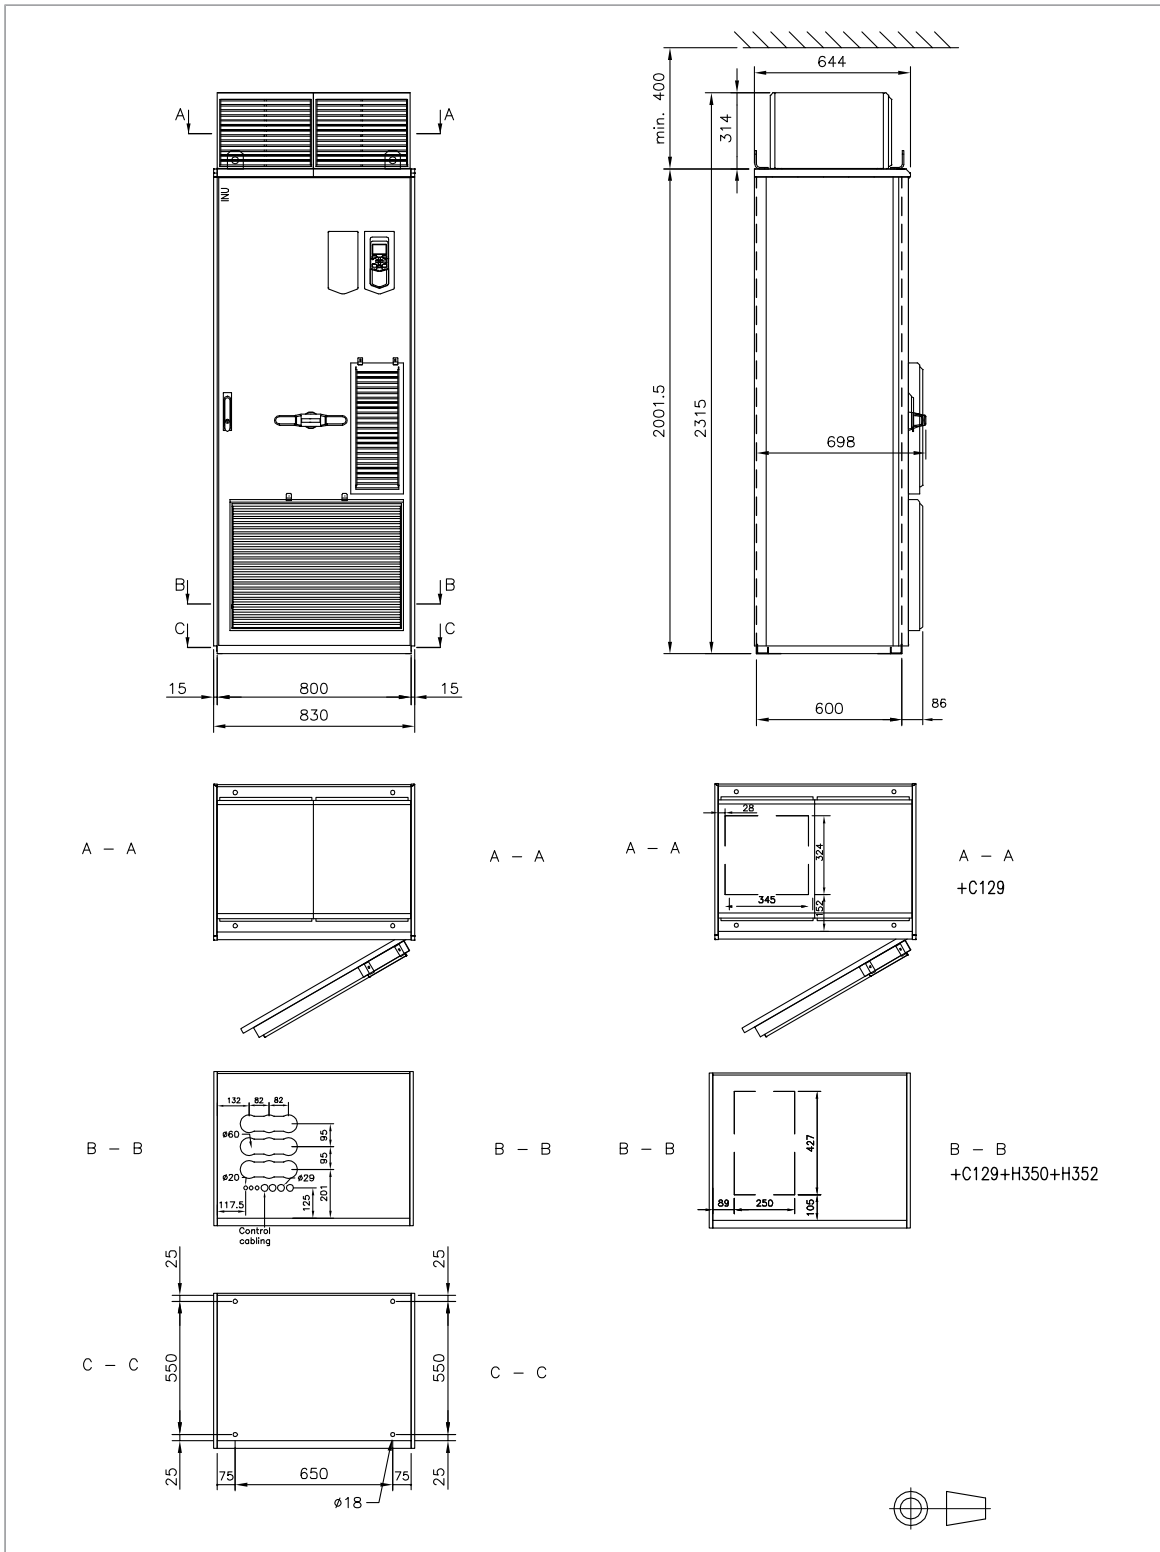 644
min. 400
314
A
A
INU
2001.5
2315
698
B
B
C
C
15
800
15
830
600
86
A – A
A – A
A – A
28
324
345
152
A – A
+C129
B – B
132
82
82
ø60
95
95
ø20
ø29
117.5
125
201
Control
cabling
B – B
B – B
427
89
250
105
B – B
+C129+H350+H352
25
25
C – C
550
550
C – C
25
75
650
75
25
ø18